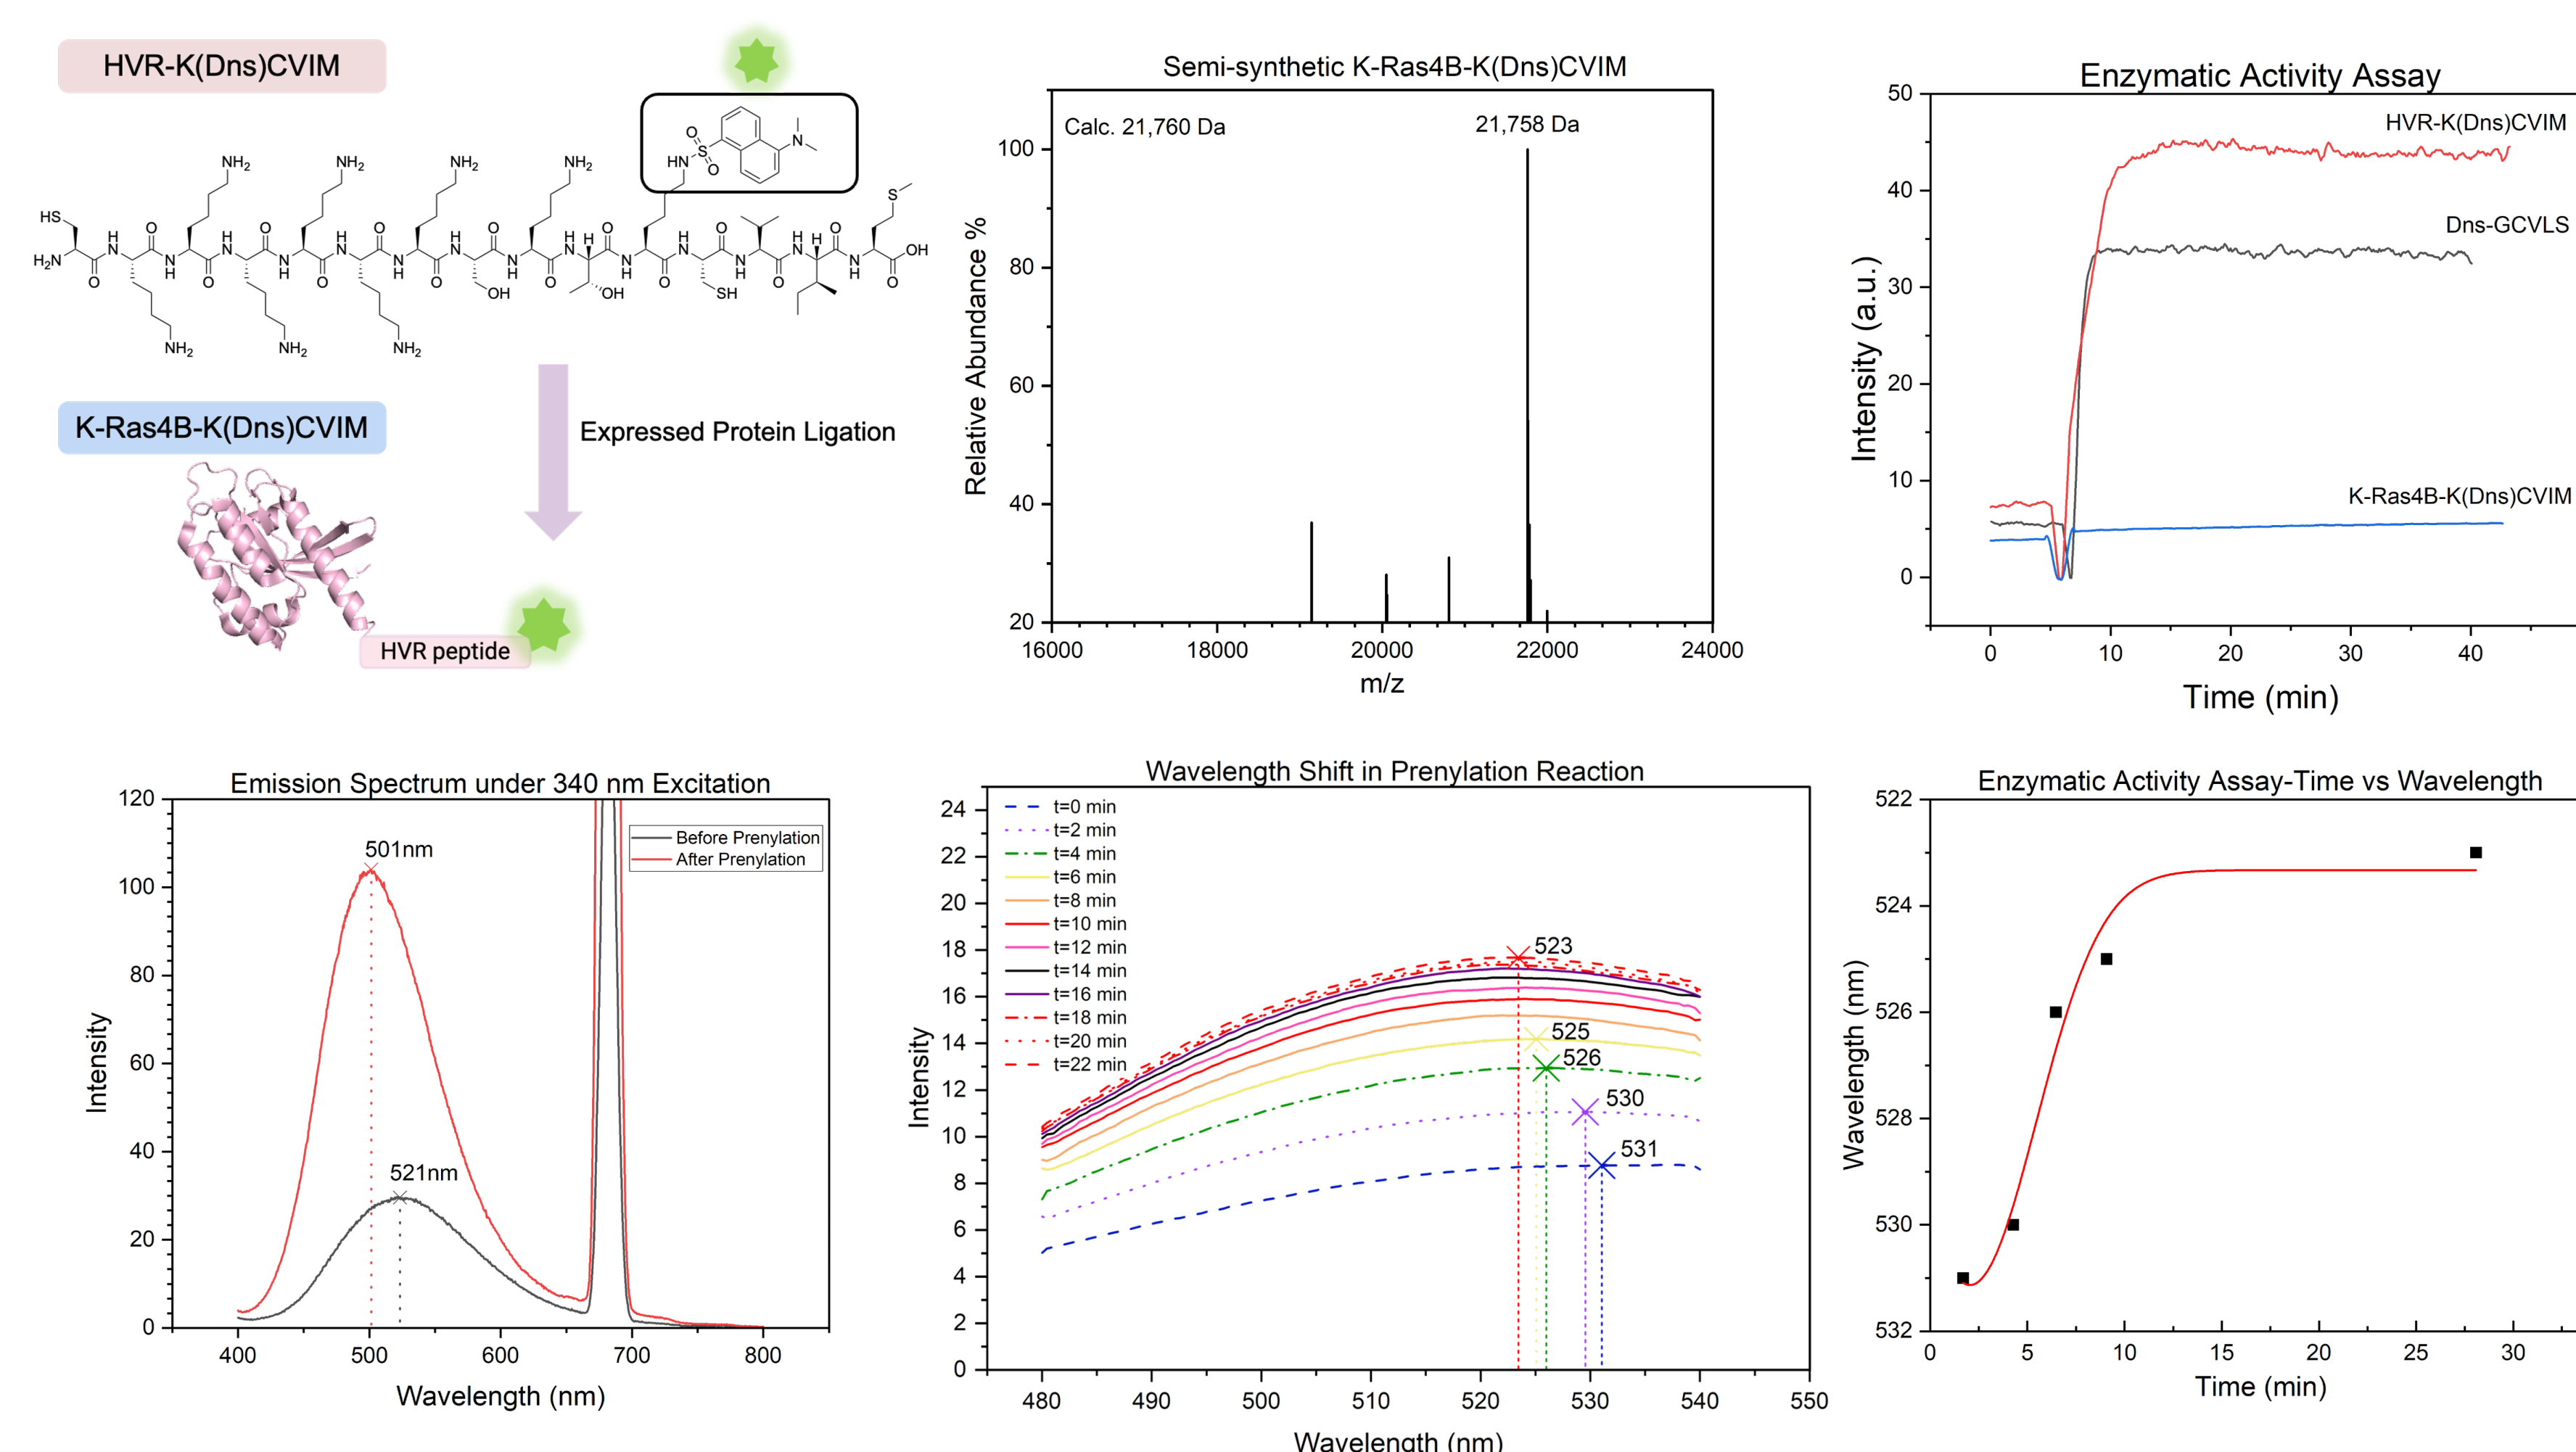 HVR-K(Dns)CVIM
O
S
O
HN
N
NH2
NH2
NH2
NH2
S
HS
H2N
O
H
N
O
N
H
O
H
N
O
N
H
O
H
N
O
N
H
O
H
N
O
OH
H
N
O
H
N
H
OH
O
N
H
O
H
N
SH
O
N
H
O
H
N
H
O
N
H
O
OH
NH2
NH2
NH2
Expressed Protein Ligation
K-Ras4B-K(Dns)CVIM
HVR peptide
Semi-synthetic K-Ras4B-K(Dns)CVIM
Calc. 21,760 Da
21,758 Da
Relative Abundance %
100
80
60
40
20
16000 18000 20000 22000 24000
m/z
Enzymatic Activity Assay
HVR-K(Dns)CVIM
Dns-GCVLS
K-Ras4B-K(Dns)CVIM
Intensity (a.u.)
50
40
30
20
10
0
0 10 20 30 40
Time (min)
Emission Spectrum under 340 nm Excitation
Before Prenylation
After Prenylation
501nm
521nm
Intensity
120
100
80
60
40
20
0
400 500 600 700 800
Wavelength (nm)
Wavelength Shift in Prenylation Reaction
t=0 min
t=2 min
t=4 min
t=6 min
t=8 min
t=10 min
t=12 min
t=14 min
t=16 min
t=18 min
t=20 min
t=22 min
523
525
526
530
531
Intensity
24
22
20
18
16
14
12
10
8
6
4
2
0
480 490 500 510 520 530 540 550
Wavelength (nm)
Enzymatic Activity Assay-Time vs Wavelength
Wavelength (nm)
522
524
526
528
530
532
0 5 10 15 20 25 30
Time (min)